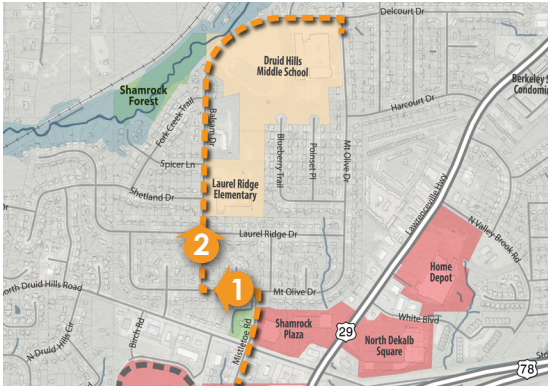 Delcourt Dr
Druid Hills
Middle School
Shamrock
Forest
Berkeley
Condomi
Harcourt Dr
Fork Creek Trail
Balsam Dr
Blueberry Trail
Poinset Pl
Mt Olive Dr
Spicer Ln
Laurel Ridge
Elementary
Shetland Dr
Dr
Lawrenceville Hwy
N Valley Brook Rd
Laurel Ridge Dr
2
Home
Depot
orth Druid Hills Road
1
Mt Olive Dr
White Blvd
Shamrock
Plaza
29
North Dekalb
Square
N Druid Hills Cir
Birch Rd
Mistletoe Rd
78